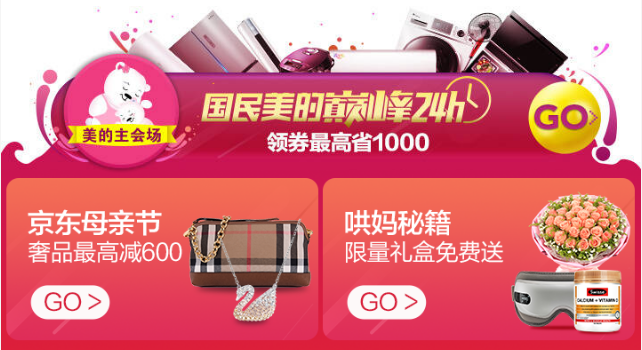 国民美的巅峰24h
领券最高省1000
美的主会场
GO>
京东母亲节
奢品最高减600
GO >
哄妈秘籍
限量礼盒免费送
GO >
CALCIUM + VITAMIN D